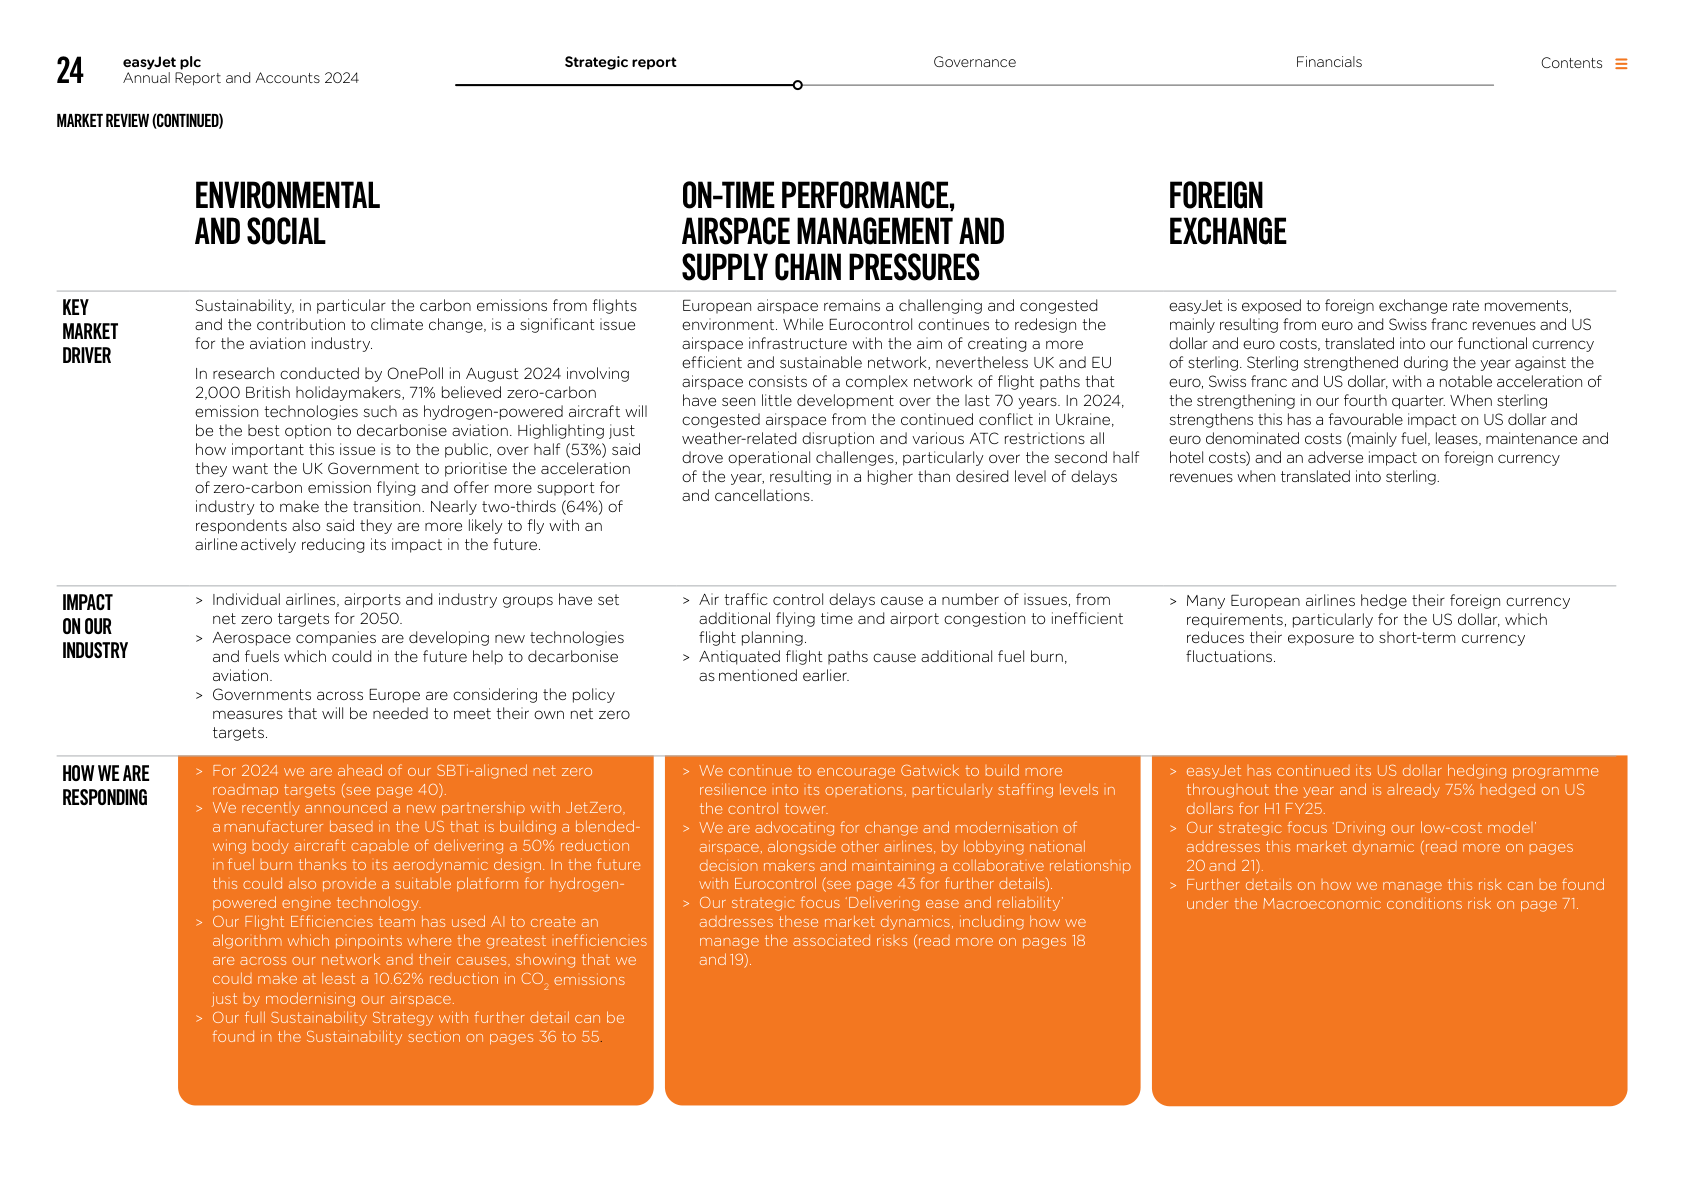 24
easyJet plc
Annual Report and Accounts 2024
Strategic report
Governance
Financials
Contents
MARKET REVIEW (CONTINUED)
ENVIRONMENTAL
AND SOCIAL
ON-TIME PERFORMANCE,
AIRSPACE MANAGEMENT AND
SUPPLY CHAIN PRESSURES
FOREIGN
EXCHANGE
KEY
MARKET
DRIVER
Sustainability, in particular the carbon emissions from flights
and the contribution to climate change, is a significant issue
for the aviation industry.
In research conducted by OnePoll in August 2024 involving
2,000 British holidaymakers, 71% believed zero-carbon
emission technologies such as hydrogen-powered aircraft will
be the best option to decarbonise aviation. Highlighting just
how important this issue is to the public, over half (53%) said
they want the UK Government to prioritise the acceleration
of zero-carbon emission flying and offer more support for
industry to make the transition. Nearly two-thirds (64%) of
respondents also said they are more likely to fly with an
airline actively reducing its impact in the future.
European airspace remains a challenging and congested
environment. While Eurocontrol continues to redesign the
airspace infrastructure with the aim of creating a more
efficient and sustainable network, nevertheless UK and EU
airspace consists of a complex network of flight paths that
have seen little development over the last 70 years. In 2024,
congested airspace from the continued conflict in Ukraine,
weather-related disruption and various ATC restrictions all
drove operational challenges, particularly over the second half
of the year, resulting in a higher than desired level of delays
and cancellations.
easyJet is exposed to foreign exchange rate movements,
mainly resulting from euro and Swiss franc revenues and US
dollar and euro costs, translated into our functional currency
of sterling. Sterling strengthened during the year against the
euro, Swiss franc and US dollar, with a notable acceleration of
the strengthening in our fourth quarter. When sterling
strengthens this has a favourable impact on US dollar and
euro denominated costs (mainly fuel, leases, maintenance and
hotel costs) and an adverse impact on foreign currency
revenues when translated into sterling.
IMPACT
ON OUR
INDUSTRY
> Individual airlines, airports and industry groups have set
net zero targets for 2050.
> Aerospace companies are developing new technologies
and fuels which could in the future help to decarbonise
aviation.
> Governments across Europe are considering the policy
measures that will be needed to meet their own net zero
targets.
> Air traffic control delays cause a number of issues, from
additional flying time and airport congestion to inefficient
flight planning.
> Antiquated flight paths cause additional fuel burn,
as mentioned earlier.
> Many European airlines hedge their foreign currency
requirements, particularly for the US dollar, which
reduces their exposure to short-term currency
fluctuations.
HOW WE ARE
RESPONDING
> For 2024 we are ahead of our SBTi-aligned net zero
roadmap targets (see page 40).
> We recently announced a new partnership with JetZero,
a manufacturer based in the US that is building a blended-
wing body aircraft capable of delivering a 50% reduction
in fuel burn thanks to its aerodynamic design. In the future
this could also provide a suitable platform for hydrogen-
powered engine technology.
> Our Flight Efficiencies team has used AI to create an
algorithm which pinpoints where the greatest inefficiencies
are across our network and their causes, showing that we
could make at least a 10.62% reduction in CO2 emissions
just by modernising our airspace.
> Our full Sustainability Strategy with further detail can be
found in the Sustainability section on pages 36 to 55.
> We continue to encourage Gatwick to build more
resilience into its operations, particularly staffing levels in
the control tower.
> We are advocating for change and modernisation of
airspace, alongside other airlines, by lobbying national
decision makers and maintaining a collaborative relationship
with Eurocontrol (see page 43 for further details).
> Our strategic focus 'Delivering ease and reliability'
addresses these market dynamics, including how we
manage the associated risks (read more on pages 18
and 19).
> easyJet has continued its US dollar hedging programme
throughout the year and is already 75% hedged on US
dollars for H1 FY25.
> Our strategic focus 'Driving our low-cost model'
addresses this market dynamic (read more on pages
20 and 21).
> Further details on how we manage this risk can be found
under the Macroeconomic conditions risk on page 71.